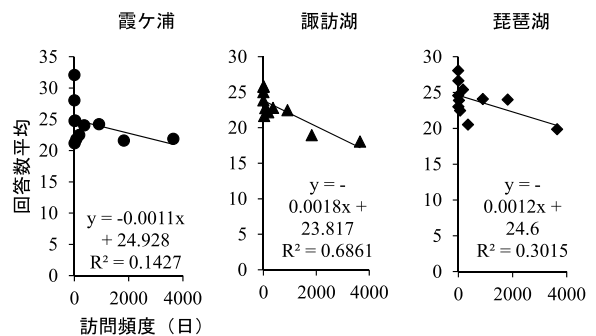 霞ケ浦
諏訪湖
琵琶湖
回答数平均
35
30
25
20
15
10
5
0
y = -0.0011x
+ 24.928
R² = 0.1427
0 2000 4000
訪問頻度（日）
30
25
20
15
10
5
0
y = -
0.0018x +
23.817
R² = 0.6861
0 2000 4000
30
25
20
15
10
5
0
y = -
0.0012x +
24.6
R² = 0.3015
0 2000 4000